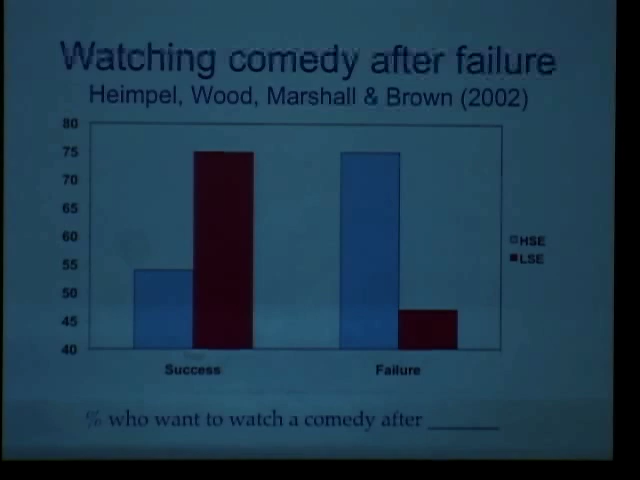 Watching comedy after failure
Heimpel, Wood, Marshall & Brown (2002)
80
75
70
65
60
55
50
45
40
HSE
LSE
Success
Failure
% who want to watch a comedy after _______